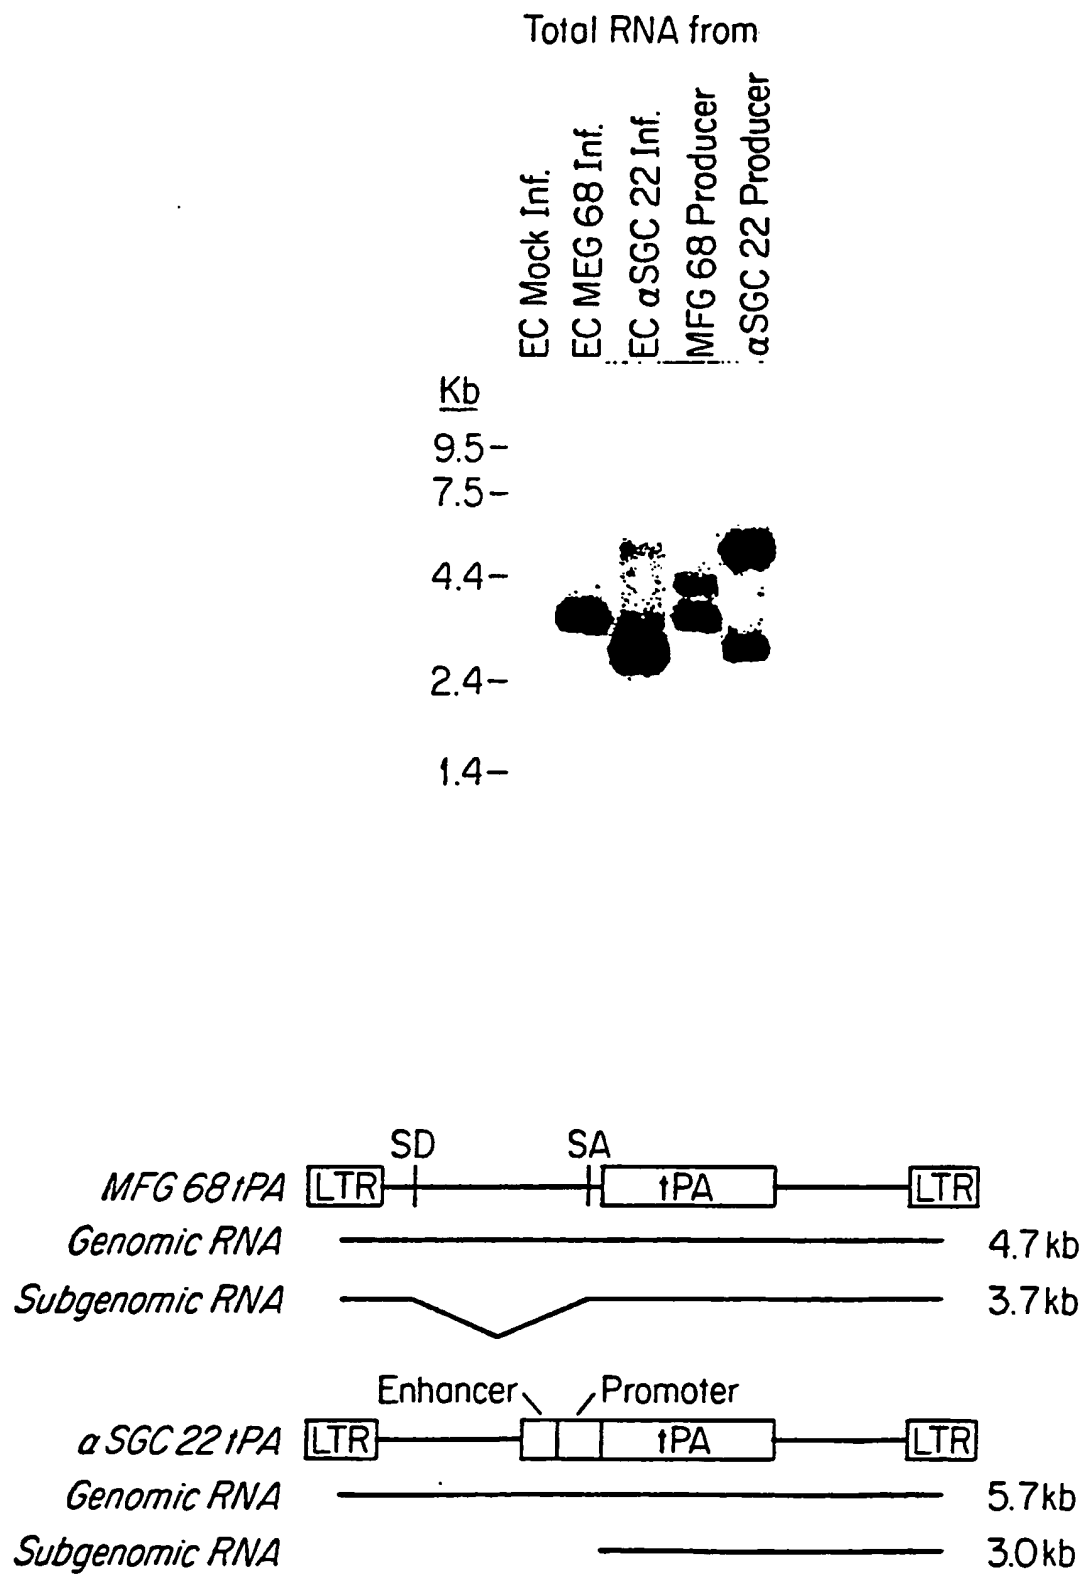 Total RNA from
EC Mock Inf.
EC MEG 68 Inf.
EC αSGC 22 Inf.
MFG 68 Producer
αSGC 22 Producer
Kb
9.5-
7.5-
4.4-
2.4-
1.4-
SD SA
MFG 68 tPA LTR tPA LTR
Genomic RNA 4.7 kb
Subgenomic RNA 3.7 kb
Enhancer Promoter
αSGC 22 tPA LTR tPA LTR
Genomic RNA 5.7 kb
Subgenomic RNA 3.0 kb